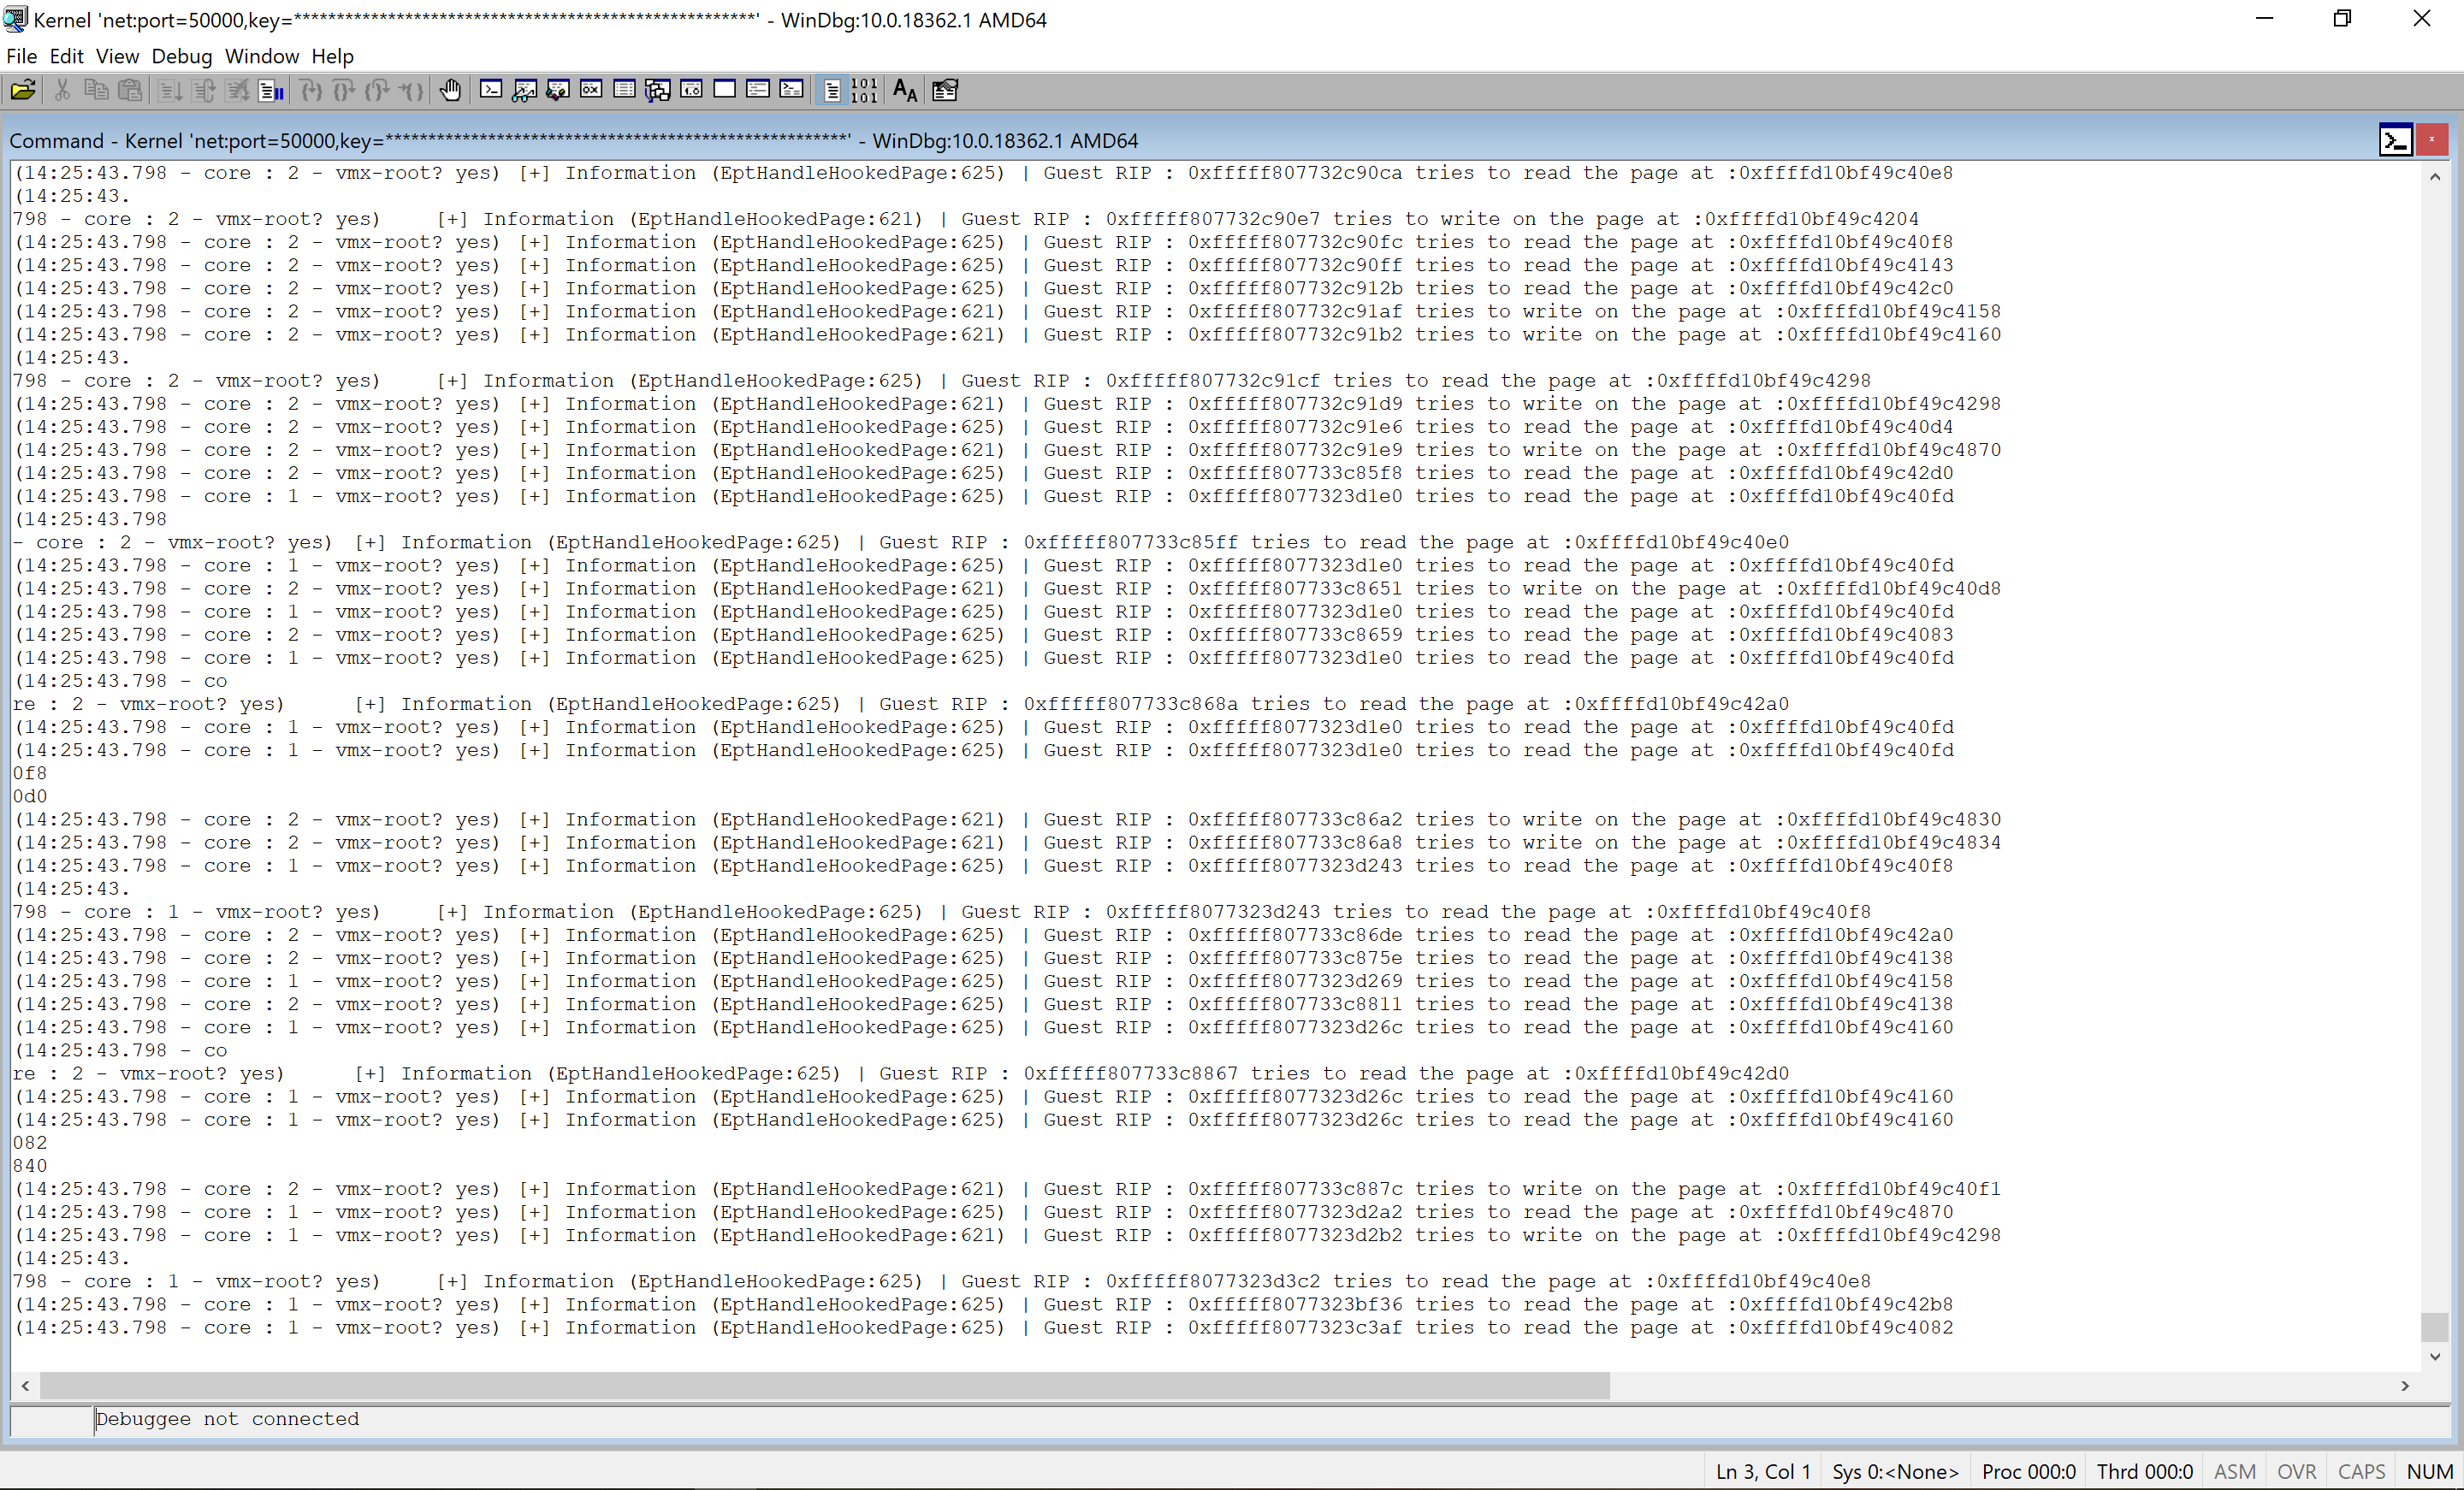 Kernel 'net:port=50000,key=*******************************************************' - WinDbg:10.0.18362.1 AMD64
File Edit View Debug Window Help
Command - Kernel 'net:port=50000,key=*******************************************************' - WinDbg:10.0.18362.1 AMD64
(14:25:43.798 - core : 2 - vmx-root? yes) [+] Information (EptHandleHookedPage:625) | Guest RIP : 0xfffff807732c90ca tries to read the page at :0xffffd10bf49c40e8
(14:25:43.
798 - core : 2 - vmx-root? yes) [+] Information (EptHandleHookedPage:621) | Guest RIP : 0xfffff807732c90e7 tries to write on the page at :0xffffd10bf49c4204
(14:25:43.798 - core : 2 - vmx-root? yes) [+] Information (EptHandleHookedPage:625) | Guest RIP : 0xfffff807732c90fc tries to read the page at :0xffffd10bf49c40f8
(14:25:43.798 - core : 2 - vmx-root? yes) [+] Information (EptHandleHookedPage:625) | Guest RIP : 0xfffff807732c90ff tries to read the page at :0xffffd10bf49c4143
(14:25:43.798 - core : 2 - vmx-root? yes) [+] Information (EptHandleHookedPage:625) | Guest RIP : 0xfffff807732c912b tries to read the page at :0xffffd10bf49c42c0
(14:25:43.798 - core : 2 - vmx-root? yes) [+] Information (EptHandleHookedPage:621) | Guest RIP : 0xfffff807732c91af tries to write on the page at :0xffffd10bf49c4158
(14:25:43.798 - core : 2 - vmx-root? yes) [+] Information (EptHandleHookedPage:621) | Guest RIP : 0xfffff807732c91b2 tries to write on the page at :0xffffd10bf49c4160
(14:25:43.
798 - core : 2 - vmx-root? yes) [+] Information (EptHandleHookedPage:625) | Guest RIP : 0xfffff807732c91cf tries to read the page at :0xffffd10bf49c4298
(14:25:43.798 - core : 2 - vmx-root? yes) [+] Information (EptHandleHookedPage:621) | Guest RIP : 0xfffff807732c91d9 tries to write on the page at :0xffffd10bf49c4298
(14:25:43.798 - core : 2 - vmx-root? yes) [+] Information (EptHandleHookedPage:625) | Guest RIP : 0xfffff807732c91e6 tries to read the page at :0xffffd10bf49c40d4
(14:25:43.798 - core : 2 - vmx-root? yes) [+] Information (EptHandleHookedPage:621) | Guest RIP : 0xfffff807732c91e9 tries to write on the page at :0xffffd10bf49c4870
(14:25:43.798 - core : 2 - vmx-root? yes) [+] Information (EptHandleHookedPage:625) | Guest RIP : 0xfffff807733c85f8 tries to read the page at :0xffffd10bf49c42d0
(14:25:43.798 - core : 1 - vmx-root? yes) [+] Information (EptHandleHookedPage:625) | Guest RIP : 0xfffff8077323d1e0 tries to read the page at :0xffffd10bf49c40fd
(14:25:43.798
- core : 2 - vmx-root? yes) [+] Information (EptHandleHookedPage:625) | Guest RIP : 0xfffff807733c85ff tries to read the page at :0xffffd10bf49c40e0
(14:25:43.798 - core : 1 - vmx-root? yes) [+] Information (EptHandleHookedPage:625) | Guest RIP : 0xfffff8077323d1e0 tries to read the page at :0xffffd10bf49c40fd
(14:25:43.798 - core : 2 - vmx-root? yes) [+] Information (EptHandleHookedPage:621) | Guest RIP : 0xfffff807733c8651 tries to write on the page at :0xffffd10bf49c40d8
(14:25:43.798 - core : 1 - vmx-root? yes) [+] Information (EptHandleHookedPage:625) | Guest RIP : 0xfffff8077323d1e0 tries to read the page at :0xffffd10bf49c40fd
(14:25:43.798 - core : 2 - vmx-root? yes) [+] Information (EptHandleHookedPage:625) | Guest RIP : 0xfffff807733c8659 tries to read the page at :0xffffd10bf49c4083
(14:25:43.798 - core : 1 - vmx-root? yes) [+] Information (EptHandleHookedPage:625) | Guest RIP : 0xfffff8077323d1e0 tries to read the page at :0xffffd10bf49c40fd
(14:25:43.798 - co
re : 2 - vmx-root? yes) [+] Information (EptHandleHookedPage:625) | Guest RIP : 0xfffff807733c868a tries to read the page at :0xffffd10bf49c42a0
(14:25:43.798 - core : 1 - vmx-root? yes) [+] Information (EptHandleHookedPage:625) | Guest RIP : 0xfffff8077323d1e0 tries to read the page at :0xffffd10bf49c40fd
(14:25:43.798 - core : 1 - vmx-root? yes) [+] Information (EptHandleHookedPage:625) | Guest RIP : 0xfffff8077323d1e0 tries to read the page at :0xffffd10bf49c40fd
0f8
0d0
(14:25:43.798 - core : 2 - vmx-root? yes) [+] Information (EptHandleHookedPage:621) | Guest RIP : 0xfffff807733c86a2 tries to write on the page at :0xffffd10bf49c4830
(14:25:43.798 - core : 2 - vmx-root? yes) [+] Information (EptHandleHookedPage:621) | Guest RIP : 0xfffff807733c86a8 tries to write on the page at :0xffffd10bf49c4834
(14:25:43.798 - core : 1 - vmx-root? yes) [+] Information (EptHandleHookedPage:625) | Guest RIP : 0xfffff8077323d243 tries to read the page at :0xffffd10bf49c40f8
(14:25:43.
798 - core : 1 - vmx-root? yes) [+] Information (EptHandleHookedPage:625) | Guest RIP : 0xfffff8077323d243 tries to read the page at :0xffffd10bf49c40f8
(14:25:43.798 - core : 2 - vmx-root? yes) [+] Information (EptHandleHookedPage:625) | Guest RIP : 0xfffff807733c86de tries to read the page at :0xffffd10bf49c42a0
(14:25:43.798 - core : 2 - vmx-root? yes) [+] Information (EptHandleHookedPage:625) | Guest RIP : 0xfffff807733c875e tries to read the page at :0xffffd10bf49c4138
(14:25:43.798 - core : 1 - vmx-root? yes) [+] Information (EptHandleHookedPage:625) | Guest RIP : 0xfffff8077323d269 tries to read the page at :0xffffd10bf49c4158
(14:25:43.798 - core : 2 - vmx-root? yes) [+] Information (EptHandleHookedPage:625) | Guest RIP : 0xfffff807733c8811 tries to read the page at :0xffffd10bf49c4138
(14:25:43.798 - core : 1 - vmx-root? yes) [+] Information (EptHandleHookedPage:625) | Guest RIP : 0xfffff8077323d26c tries to read the page at :0xffffd10bf49c4160
(14:25:43.798 - co
re : 2 - vmx-root? yes) [+] Information (EptHandleHookedPage:625) | Guest RIP : 0xfffff807733c8867 tries to read the page at :0xffffd10bf49c42d0
(14:25:43.798 - core : 1 - vmx-root? yes) [+] Information (EptHandleHookedPage:625) | Guest RIP : 0xfffff8077323d26c tries to read the page at :0xffffd10bf49c4160
(14:25:43.798 - core : 1 - vmx-root? yes) [+] Information (EptHandleHookedPage:625) | Guest RIP : 0xfffff8077323d26c tries to read the page at :0xffffd10bf49c4160
082
840
(14:25:43.798 - core : 2 - vmx-root? yes) [+] Information (EptHandleHookedPage:621) | Guest RIP : 0xfffff807733c887c tries to write on the page at :0xffffd10bf49c40f1
(14:25:43.798 - core : 1 - vmx-root? yes) [+] Information (EptHandleHookedPage:625) | Guest RIP : 0xfffff8077323d2a2 tries to read the page at :0xffffd10bf49c4870
(14:25:43.798 - core : 1 - vmx-root? yes) [+] Information (EptHandleHookedPage:621) | Guest RIP : 0xfffff8077323d2b2 tries to write on the page at :0xffffd10bf49c4298
(14:25:43.
798 - core : 1 - vmx-root? yes) [+] Information (EptHandleHookedPage:625) | Guest RIP : 0xfffff8077323d3c2 tries to read the page at :0xffffd10bf49c40e8
(14:25:43.798 - core : 1 - vmx-root? yes) [+] Information (EptHandleHookedPage:625) | Guest RIP : 0xfffff8077323bf36 tries to read the page at :0xffffd10bf49c42b8
(14:25:43.798 - core : 1 - vmx-root? yes) [+] Information (EptHandleHookedPage:625) | Guest RIP : 0xfffff8077323c3af tries to read the page at :0xffffd10bf49c4082
Debuggee not connected
Ln 3, Col 1 Sys 0:<None> Proc 000:0 Thrd 000:0 ASM OVR CAPS NUM